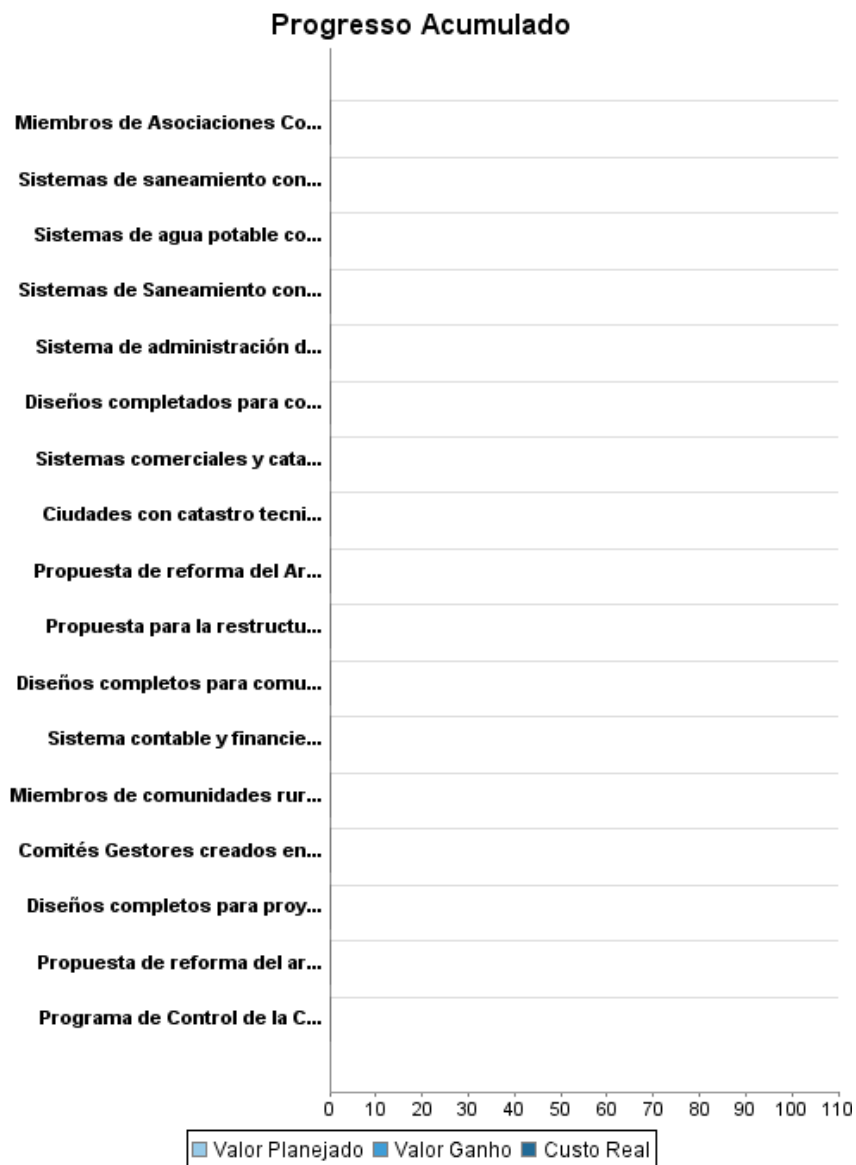 Progresso Acumulado
Miembros de Asociaciones Co...
Sistemas de saneamiento con...
Sistemas de agua potable co...
Sistemas de Saneamiento con...
Sistema de administración d...
Diseños completados para co...
Sistemas comerciales y cata...
Ciudades con catastro tecni...
Propuesta de reforma del Ar...
Propuesta para la restructu...
Diseños completos para comu...
Sistema contable y financie...
Miembros de comunidades rur...
Comités Gestores creados en...
Diseños completos para proy...
Propuesta de reforma del ar...
Programa de Control de la C...
0 10 20 30 40 50 60 70 80 90 100 110
Valor Planejado Valor Ganho Custo Real